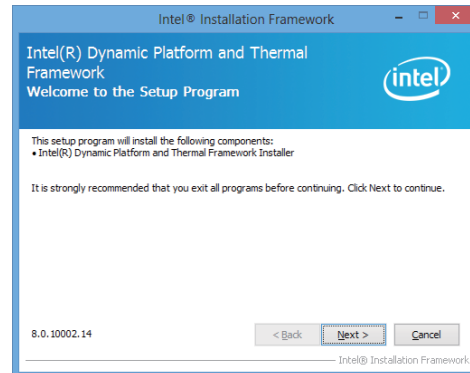 Intel® Installation Framework
Intel(R) Dynamic Platform and Thermal
Framework
Welcome to the Setup Program
intel
This setup program will install the following components:
• Intel(R) Dynamic Platform and Thermal Framework Installer
It is strongly recommended that you exit all programs before continuing. Click Next to continue.
8.0.10002.14
< Back
Next >
Cancel
Intel® Installation Framework